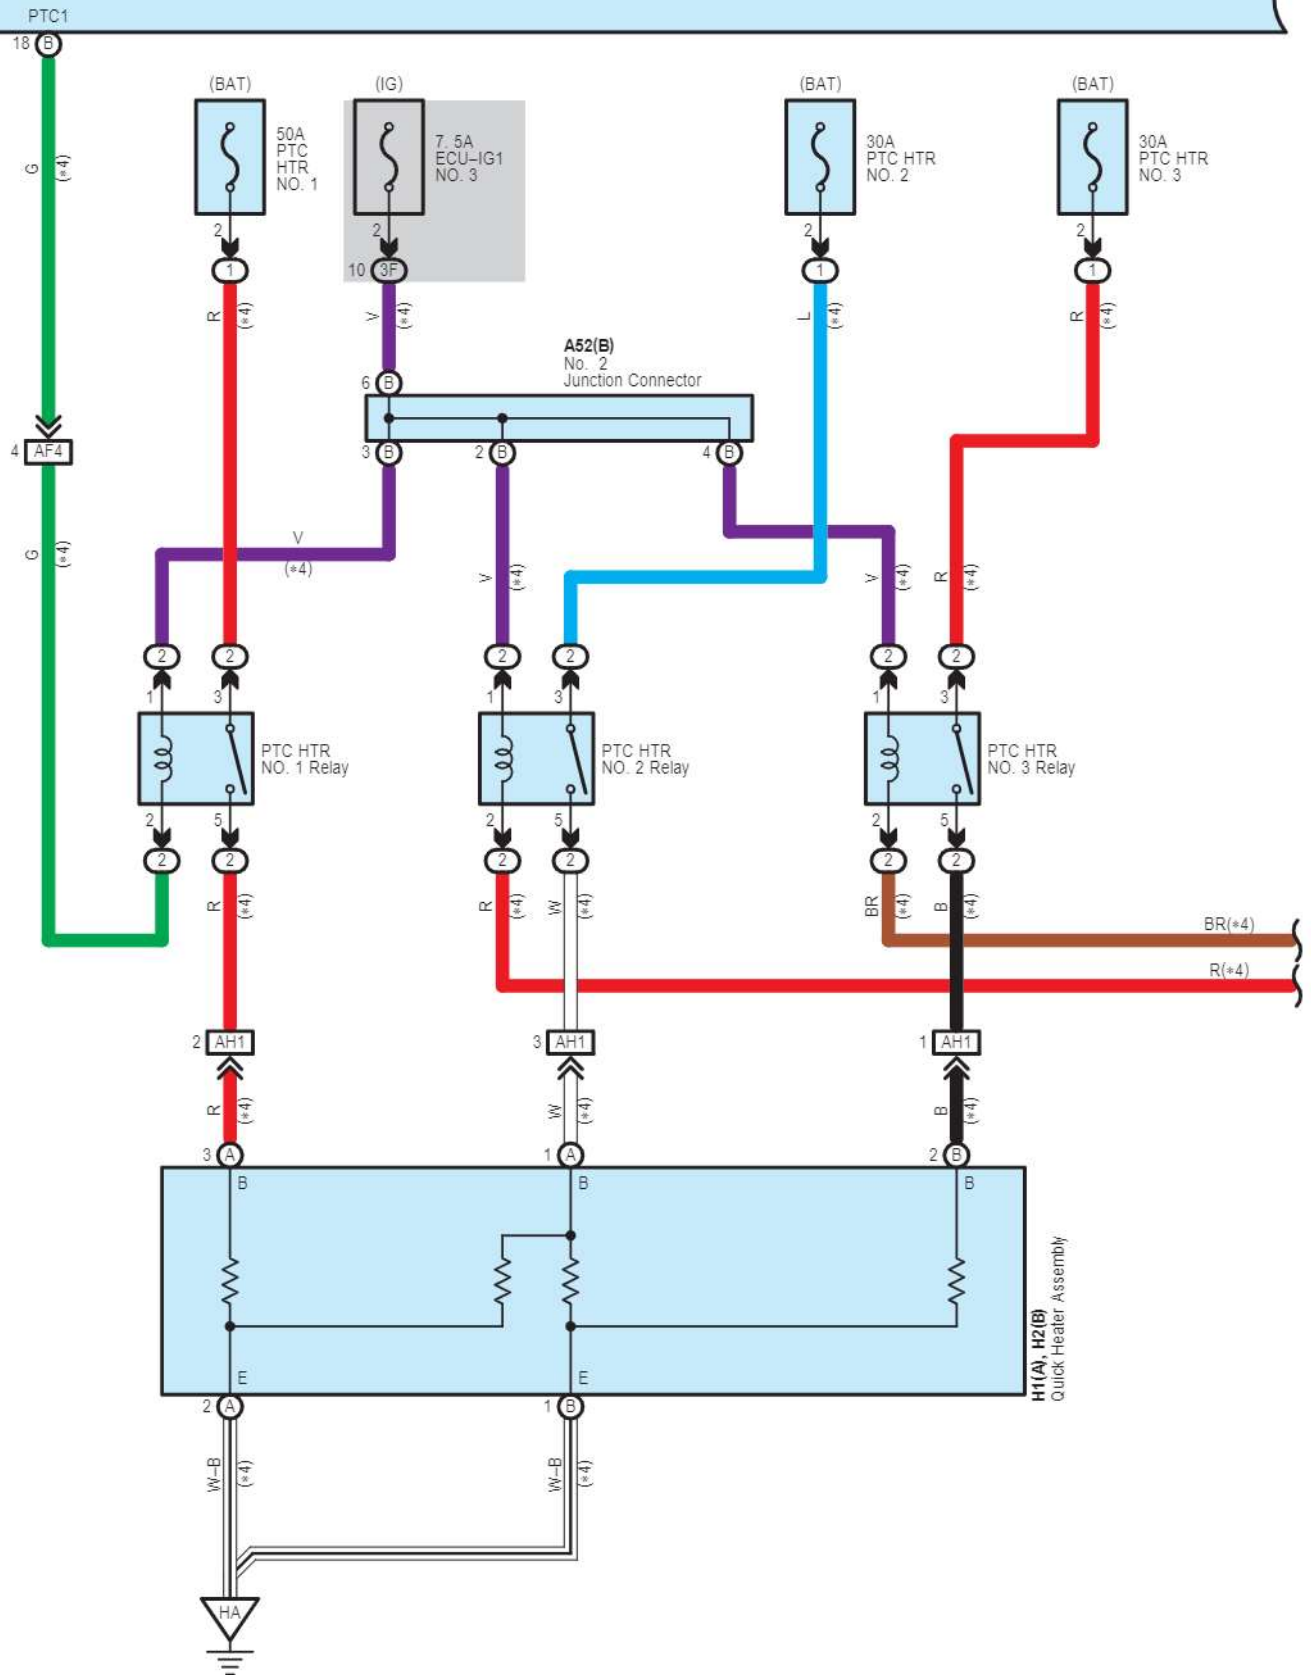 PTC1
18 B
(BAT)
(IG)
(BAT)
(BAT)
50A
PTC
HTR
NO. 1
7. 5A
ECU–IG1
NO. 3
30A
PTC HTR
NO. 2
30A
PTC HTR
NO. 3
G
(∗4)
2
2
2
2
1
10 3F
1
1
R
(∗4)
V
(∗4)
L
(∗4)
R
(∗4)
A52(B)
No. 2
Junction Connector
6 B
4 AF4
3 B
2 B
4 B
G
(∗4)
V
(∗4)
V
(∗4)
V
(∗4)
R
(∗4)
2
2
2
2
2
2
1
3
1
3
1
3
PTC HTR
NO. 1 Relay
PTC HTR
NO. 2 Relay
PTC HTR
NO. 3 Relay
2
5
2
5
2
5
2
2
2
2
2
2
R
(∗4)
R
(∗4)
W
(∗4)
BR
(∗4)
B
(∗4)
BR(∗4)
R(∗4)
2 AH1
3 AH1
1 AH1
R
(∗4)
W
(∗4)
B
(∗4)
3 A
1 A
2 B
B
B
B
H1(A), H2(B)
Quick Heater Assembly
E
E
2 A
1 B
W–B
(∗4)
W–B
(∗4)
HA